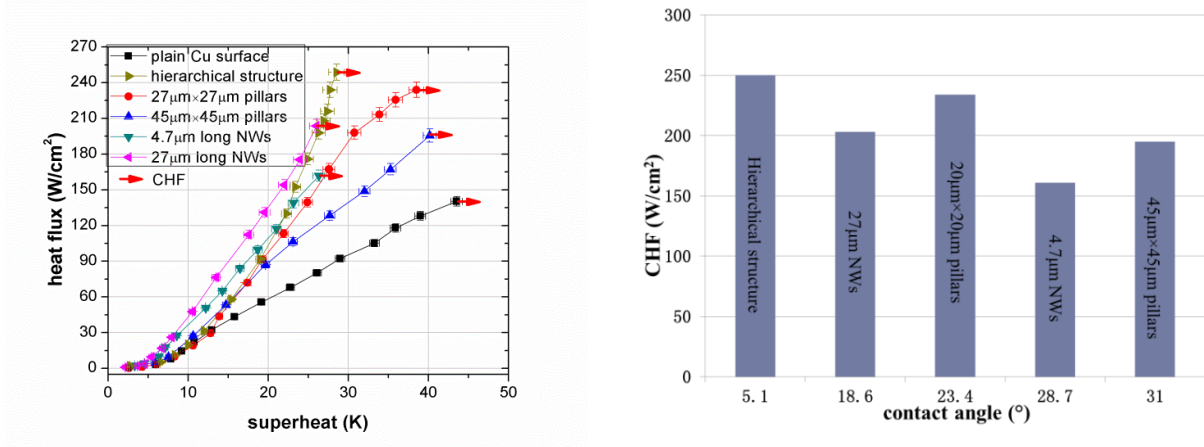 270
240
210
180
150
120
90
60
30
0
heat flux (W/cm²)
plain Cu surface
hierarchical structure
27μm×27μm pillars
45μm×45μm pillars
4.7μm long NWs
27μm long NWs
CHF
0 10 20 30 40 50
superheat (K)
300
250
200
150
100
50
0
CHF (W/cm²)
Hierarchical structure
27μm NWs
20μm×20μm pillars
4.7μm NWs
45μm×45μm pillars
5. 1 18. 6 23. 4 28. 7 31
contact angle (°)